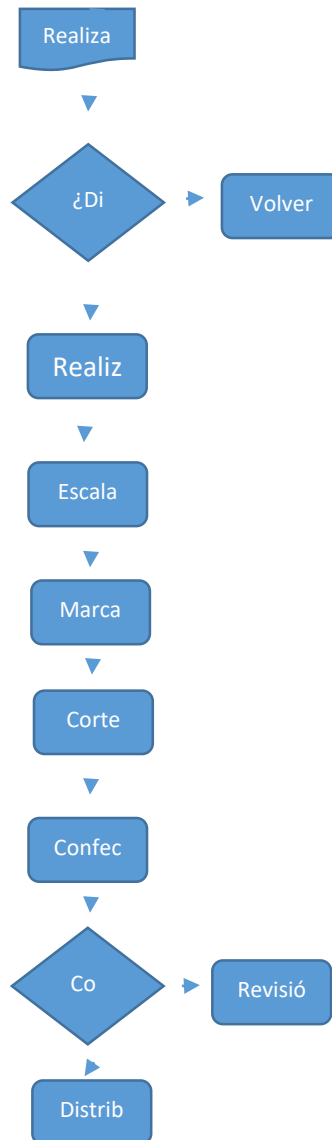 Realiza
¿Di
Volver
Realiz
Escala
Marca
Corte
Confec
Co
Revisió
Distrib